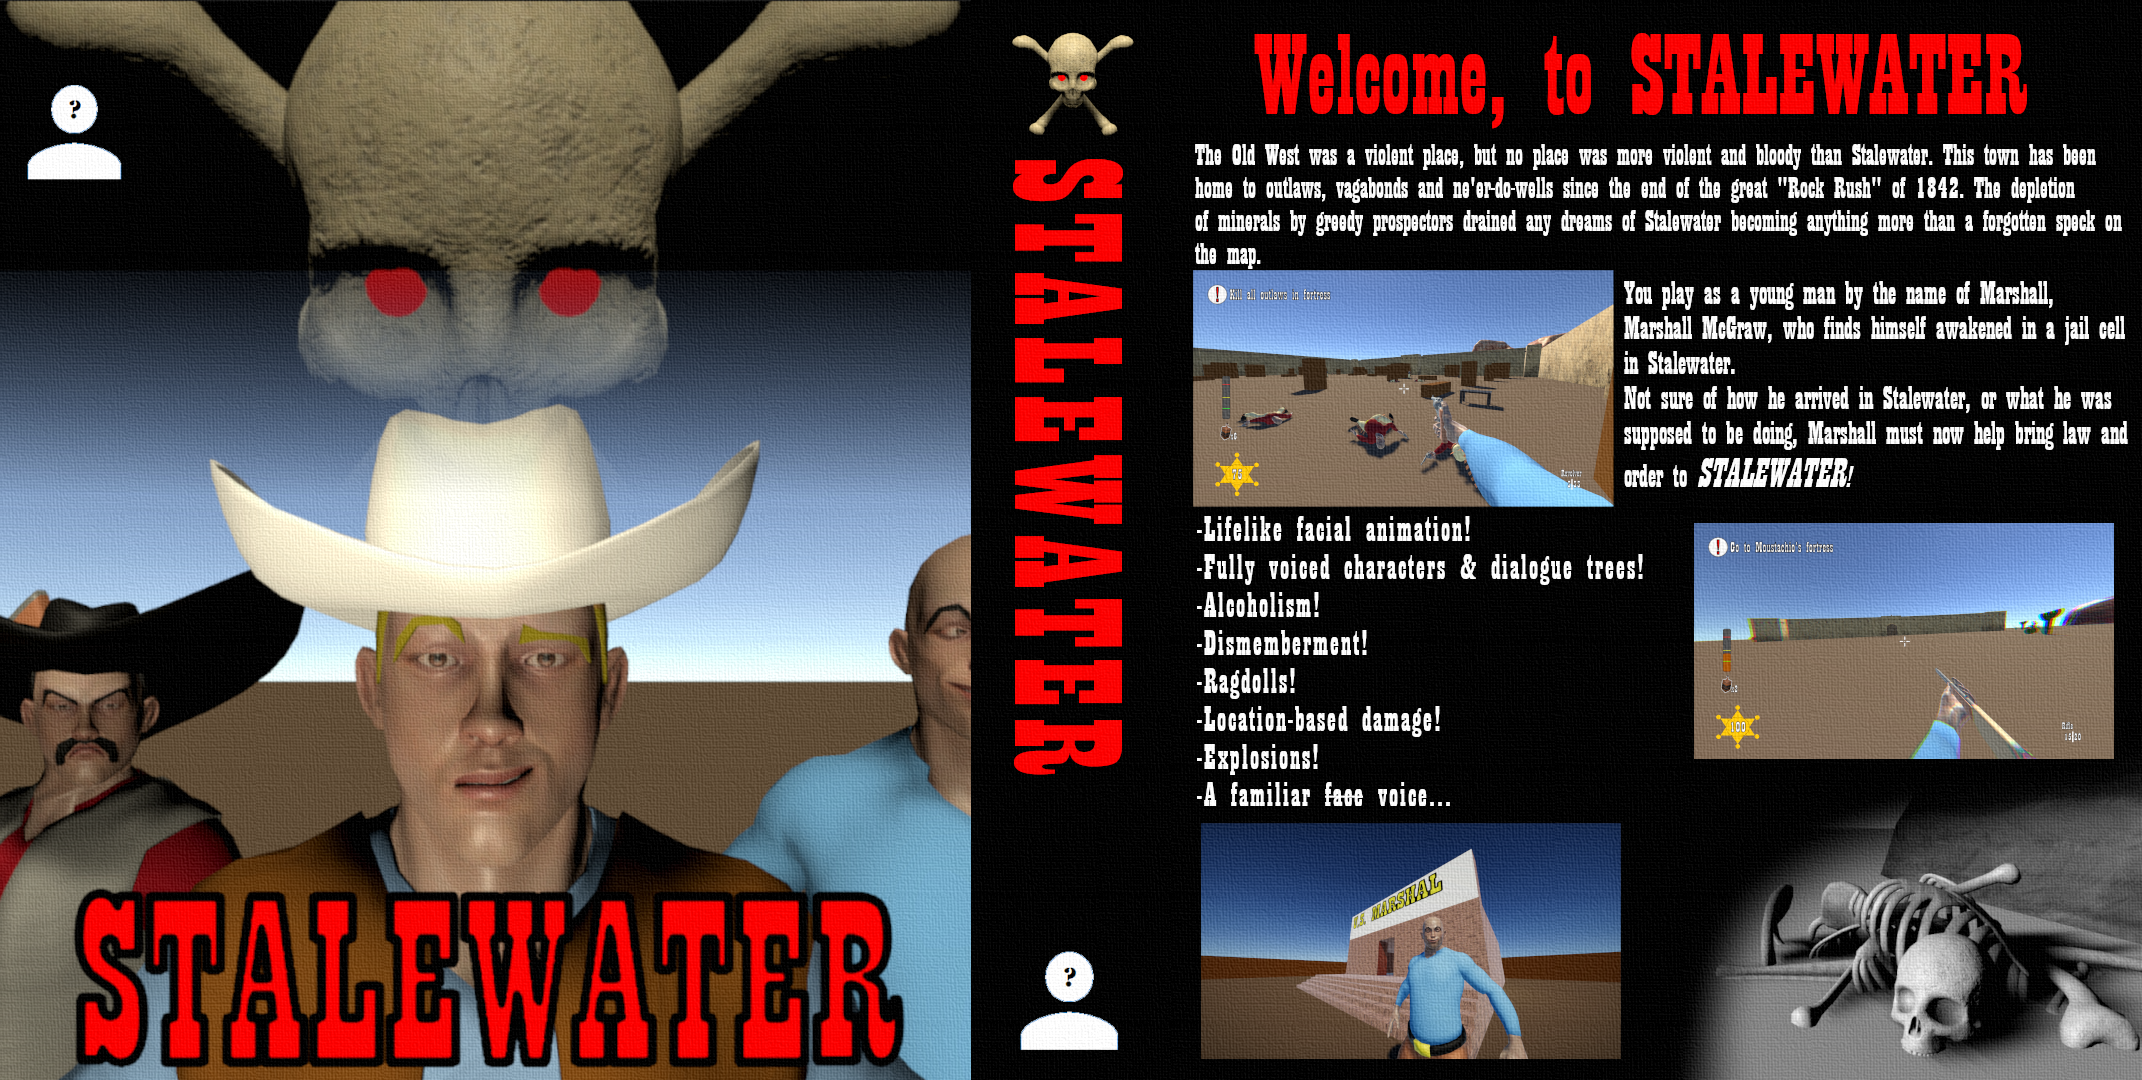 ?
STALEWATER
STALEWATER
?
Welcome, to STALEWATER
The Old West was a violent place, but no place was more violent and bloody than Stalewater. This town has been
home to outlaws, vagabonds and ne'er-do-wells since the end of the great "Rock Rush" of 1842. The depletion
of minerals by greedy prospectors drained any dreams of Stalewater becoming anything more than a forgotten speck on
the map.
! Kill all outlaws in fortress
75
Revolver
You play as a young man by the name of Marshall,
Marshall McGraw, who finds himself awakened in a jail cell
in Stalewater.
Not sure of how he arrived in Stalewater, or what he was
supposed to be doing, Marshall must now help bring law and
order to STALEWATER!
-Lifelike facial animation!
-Fully voiced characters & dialogue trees!
-Alcoholism!
-Dismemberment!
-Ragdolls!
-Location-based damage!
-Explosions!
-A familiar face voice...
! Go to Moustachio's fortress
100
Rifle
U.S. MARSHAL